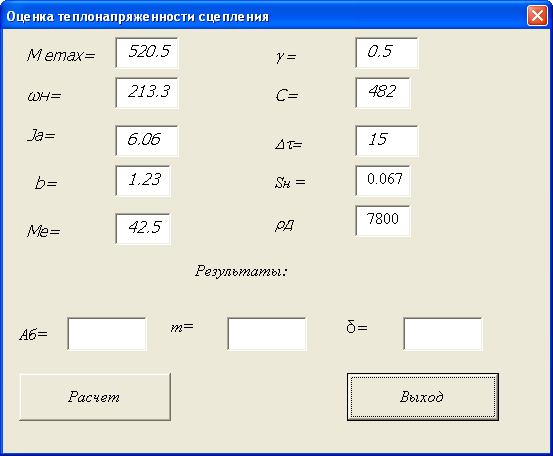 Оценка теплонапряженности сцепления
M emax= 520.5 γ = 0.5
ωн= 213.3 C= 482
Ja= 6.06 Δτ= 15
b= 1.23 Sн = 0.067
Me= 42.5 ρд 7800
Результаты:
Аб= m= δ=
Расчет Выход